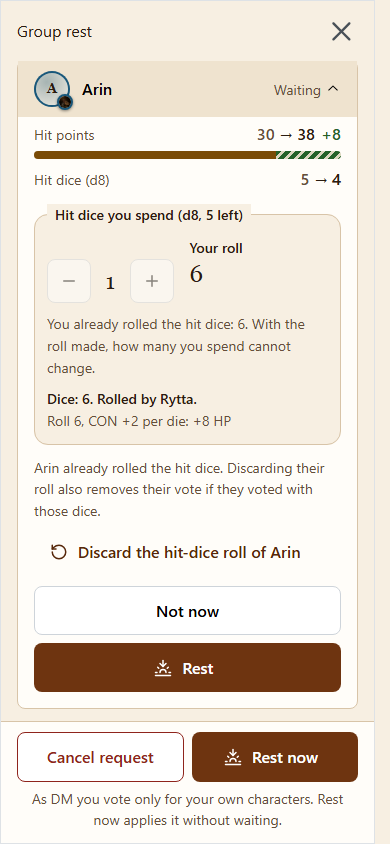 Group rest
A
Arin
Waiting
Hit points
30 → 38 +8
Hit dice (d8)
5 → 4
Hit dice you spend (d8, 5 left)
Your roll
− 1 +
6
You already rolled the hit dice: 6. With the
roll made, how many you spend cannot
change.
Dice: 6. Rolled by Rytta.
Roll 6, CON +2 per die: +8 HP
Arin already rolled the hit dice. Discarding their
roll also removes their vote if they voted with
those dice.
Discard the hit-dice roll of Arin
Not now
Rest
Cancel request
Rest now
As DM you vote only for your own characters. Rest
now applies it without waiting.